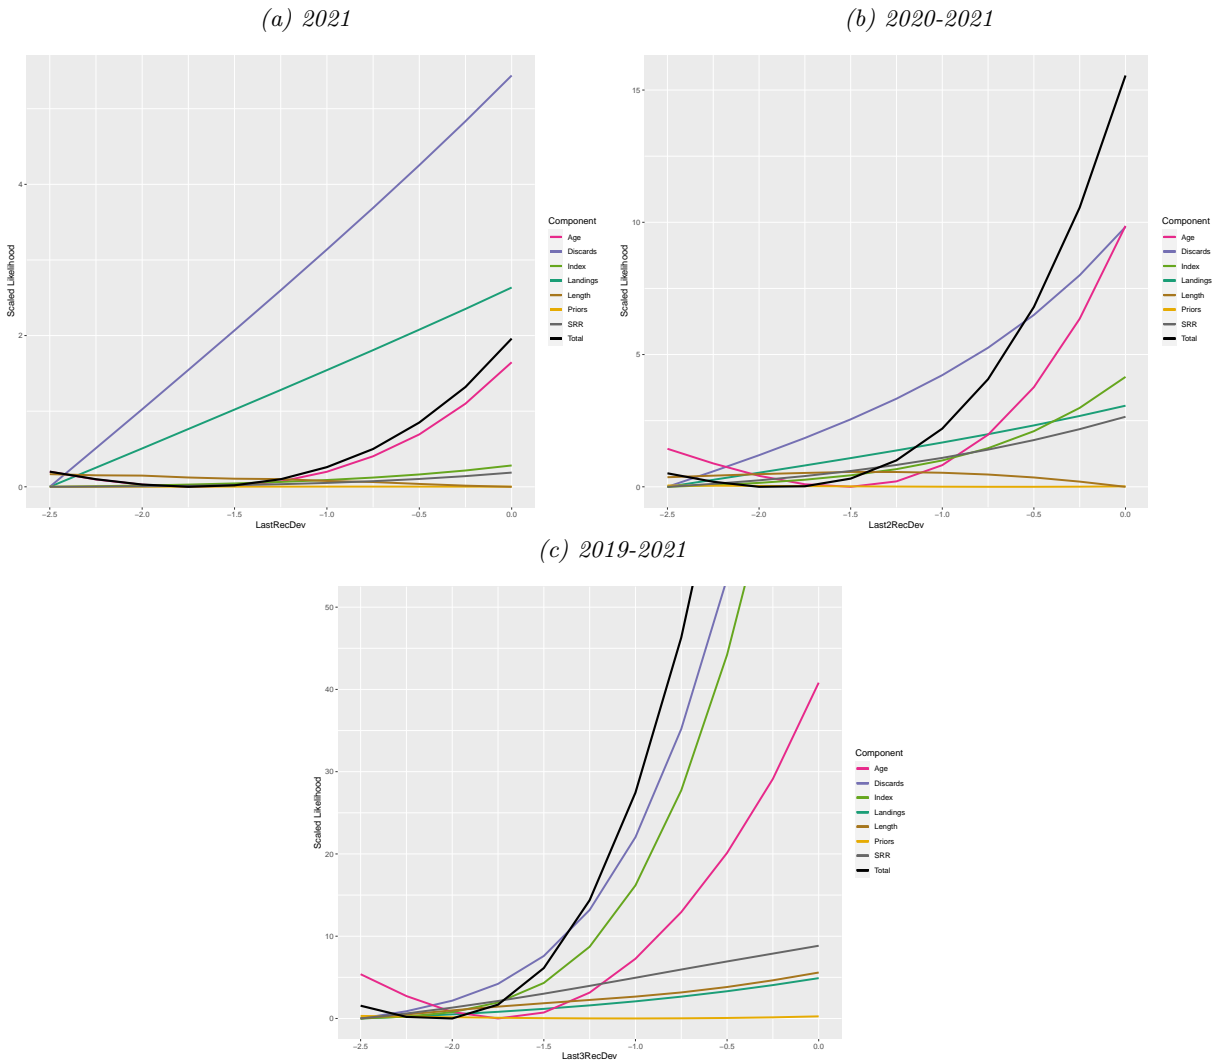 (a) 2021
(b) 2020-2021
Scaled Likelihood
4
2
0
−2.5
−2.0
−1.5
−1.0
−0.5
0.0
LastRecDev
Component
Age
Discards
Index
Landings
Length
Priors
SRR
Total
Scaled Likelihood
15
10
5
0
−2.5
−2.0
−1.5
−1.0
−0.5
0.0
Last2RecDev
Component
Age
Discards
Index
Landings
Length
Priors
SRR
Total
(c) 2019-2021
Scaled Likelihood
50
40
30
20
10
0
−2.5
−2.0
−1.5
−1.0
−0.5
0.0
Last3RecDev
Component
Age
Discards
Index
Landings
Length
Priors
SRR
Total